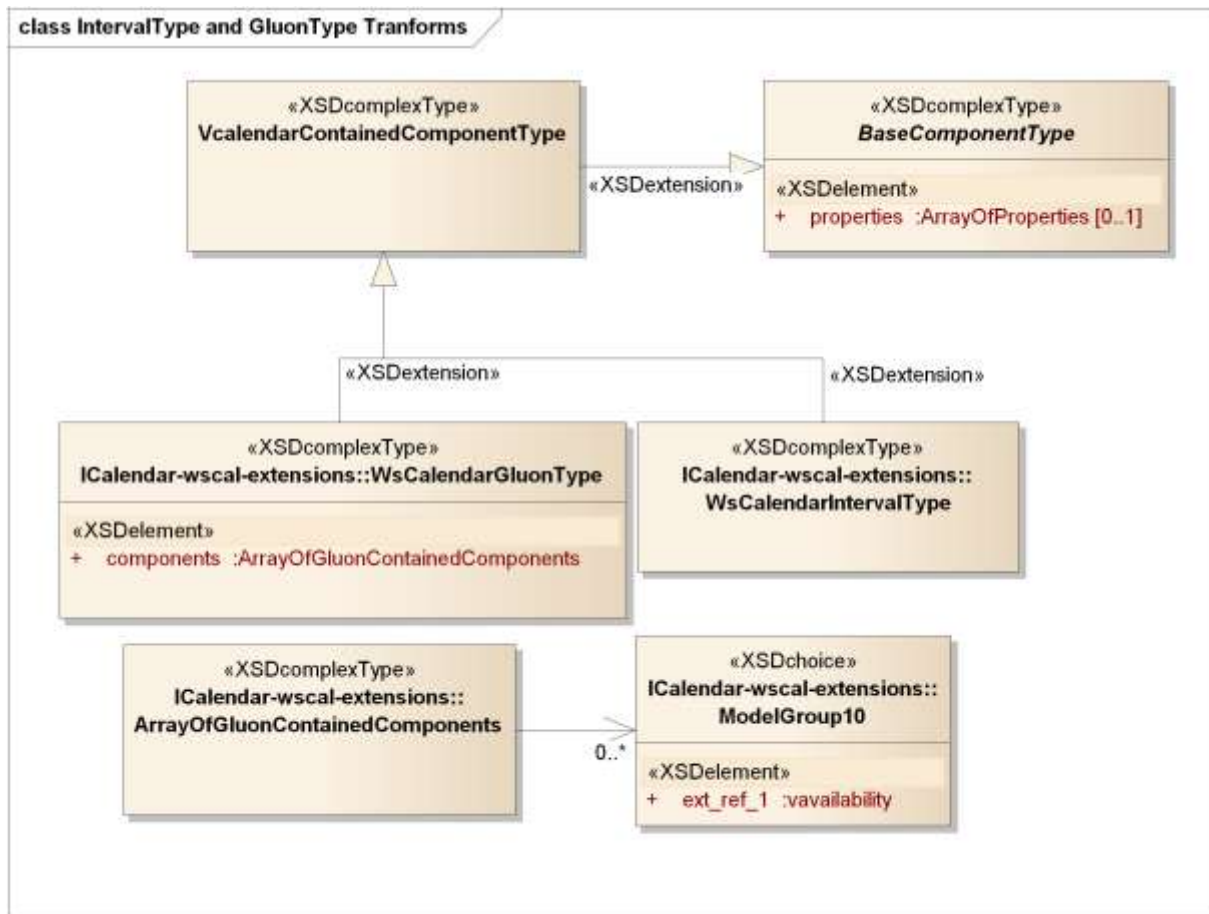 class IntervalType and GluonType Tranforms
«XSDcomplexType»
VcalendarContainedComponentType
«XSDcomplexType»
BaseComponentType
«XSDelement»
+ properties :ArrayOfProperties [0..1]
«XSDextension»
«XSDextension»
«XSDextension»
«XSDcomplexType»
ICalendar-wscal-extensions::WsCalendarGluonType
«XSDelement»
+ components :ArrayOfGluonContainedComponents
«XSDcomplexType»
ICalendar-wscal-extensions::
WsCalendarIntervalType
«XSDcomplexType»
ICalendar-wscal-extensions::
ArrayOfGluonContainedComponents
0..*
«XSDchoice»
ICalendar-wscal-extensions::
ModelGroup10
«XSDelement»
+ ext_ref_1 :vavailability